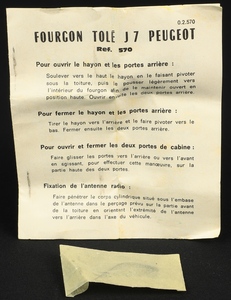 0.2.570
FOURGON TOLÉ J7 PEUGEOT
Ref. 570
Pour ouvrir le hayon et les portes arrière :
Soulever vers le haut le hayon en le faisant pivoter
sous la toiture, puis le pousser légèrement vers
l'intérieur du fourgon afin de le maintenir ouvert en
position haute. Ouvrir ensuite les deux portes arrière.
Pour fermer le hayon et les portes arrière :
Tirer le hayon vers l'arrière et le faire pivoter vers le
bas. Fermer ensuite les deux portes arrière.
Pour ouvrir et fermer les deux portes de cabine :
Faire glisser les portes vers l'arrière ou vers l'avant
en agissant, pour effectuer cette manœuvre, sur la
partie haute des deux portes.
Fixation de l'antenne radio :
Faire pénétrer le corps cylindrique situé sous l'embase
de l'antenne dans le perçage prévu sur la partie avant
de la toiture en orientant l'extrémité de l'antenne
vers l'arrière dans l'axe du véhicule.